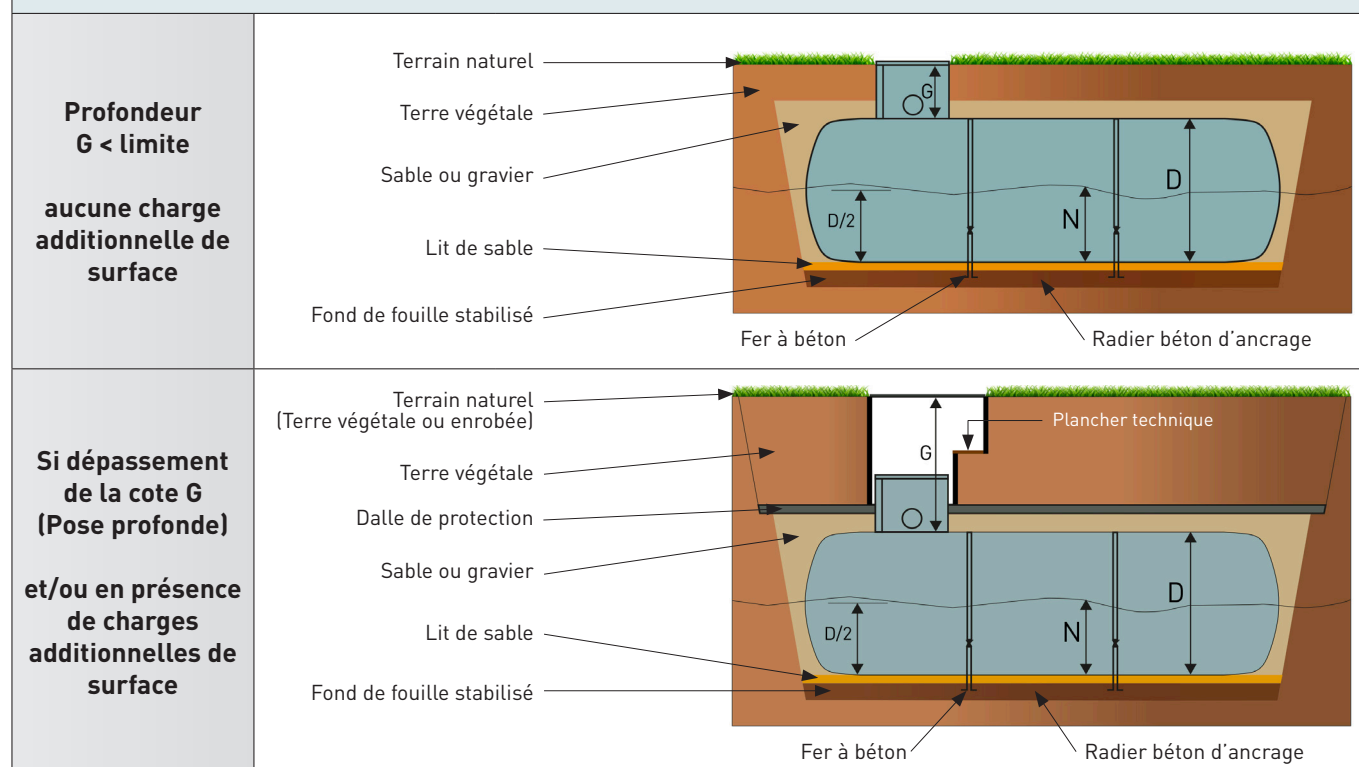 Profondeur
G < limite
aucune charge
additionnelle de
surface
Terrain naturel
Terre végétale
Sable ou gravier
Lit de sable
Fond de fouille stabilisé
G
D
D/2
N
Fer à béton
Radier béton d'ancrage
Si dépassement
de la cote G
(Pose profonde)
et/ou en présence
de charges
additionnelles de
surface
Terrain naturel
(Terre végétale ou enrobée)
Terre végétale
Dalle de protection
Sable ou gravier
Lit de sable
Fond de fouille stabilisé
Plancher technique
G
D
D/2
N
Fer à béton
Radier béton d'ancrage